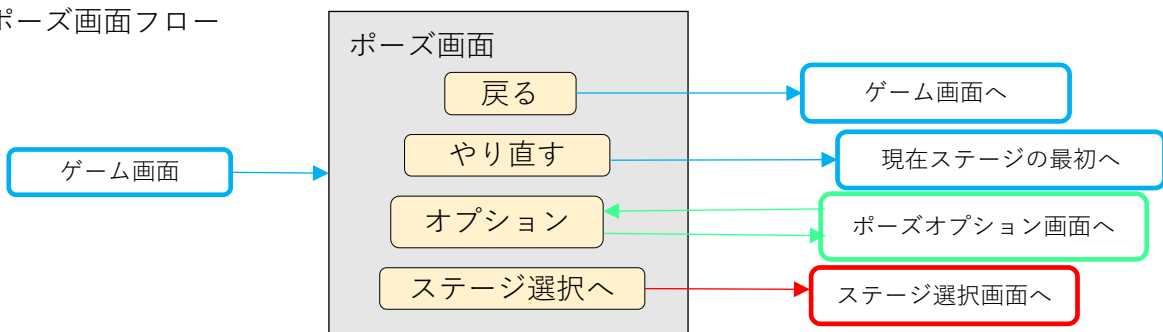 ポーズ画面フロー
ポーズ画面
戻る
ゲーム画面へ
やり直す
現在ステージの最初へ
ゲーム画面
オプション
ポーズオプション画面へ
ステージ選択へ
ステージ選択画面へ